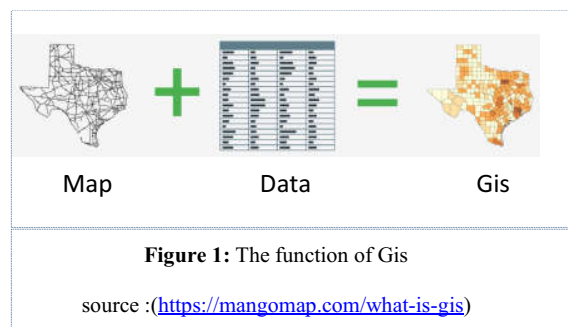 Map Data Gis
Figure 1: The function of Gis
source :(https://mangomap.com/what-is-gis)